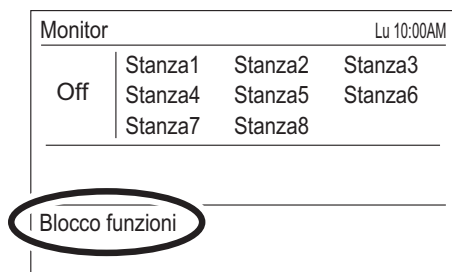 Monitor Lu 10:00AM
Stanza1 Stanza2 Stanza3
Off Stanza4 Stanza5 Stanza6
Stanza7 Stanza8
Blocco funzioni